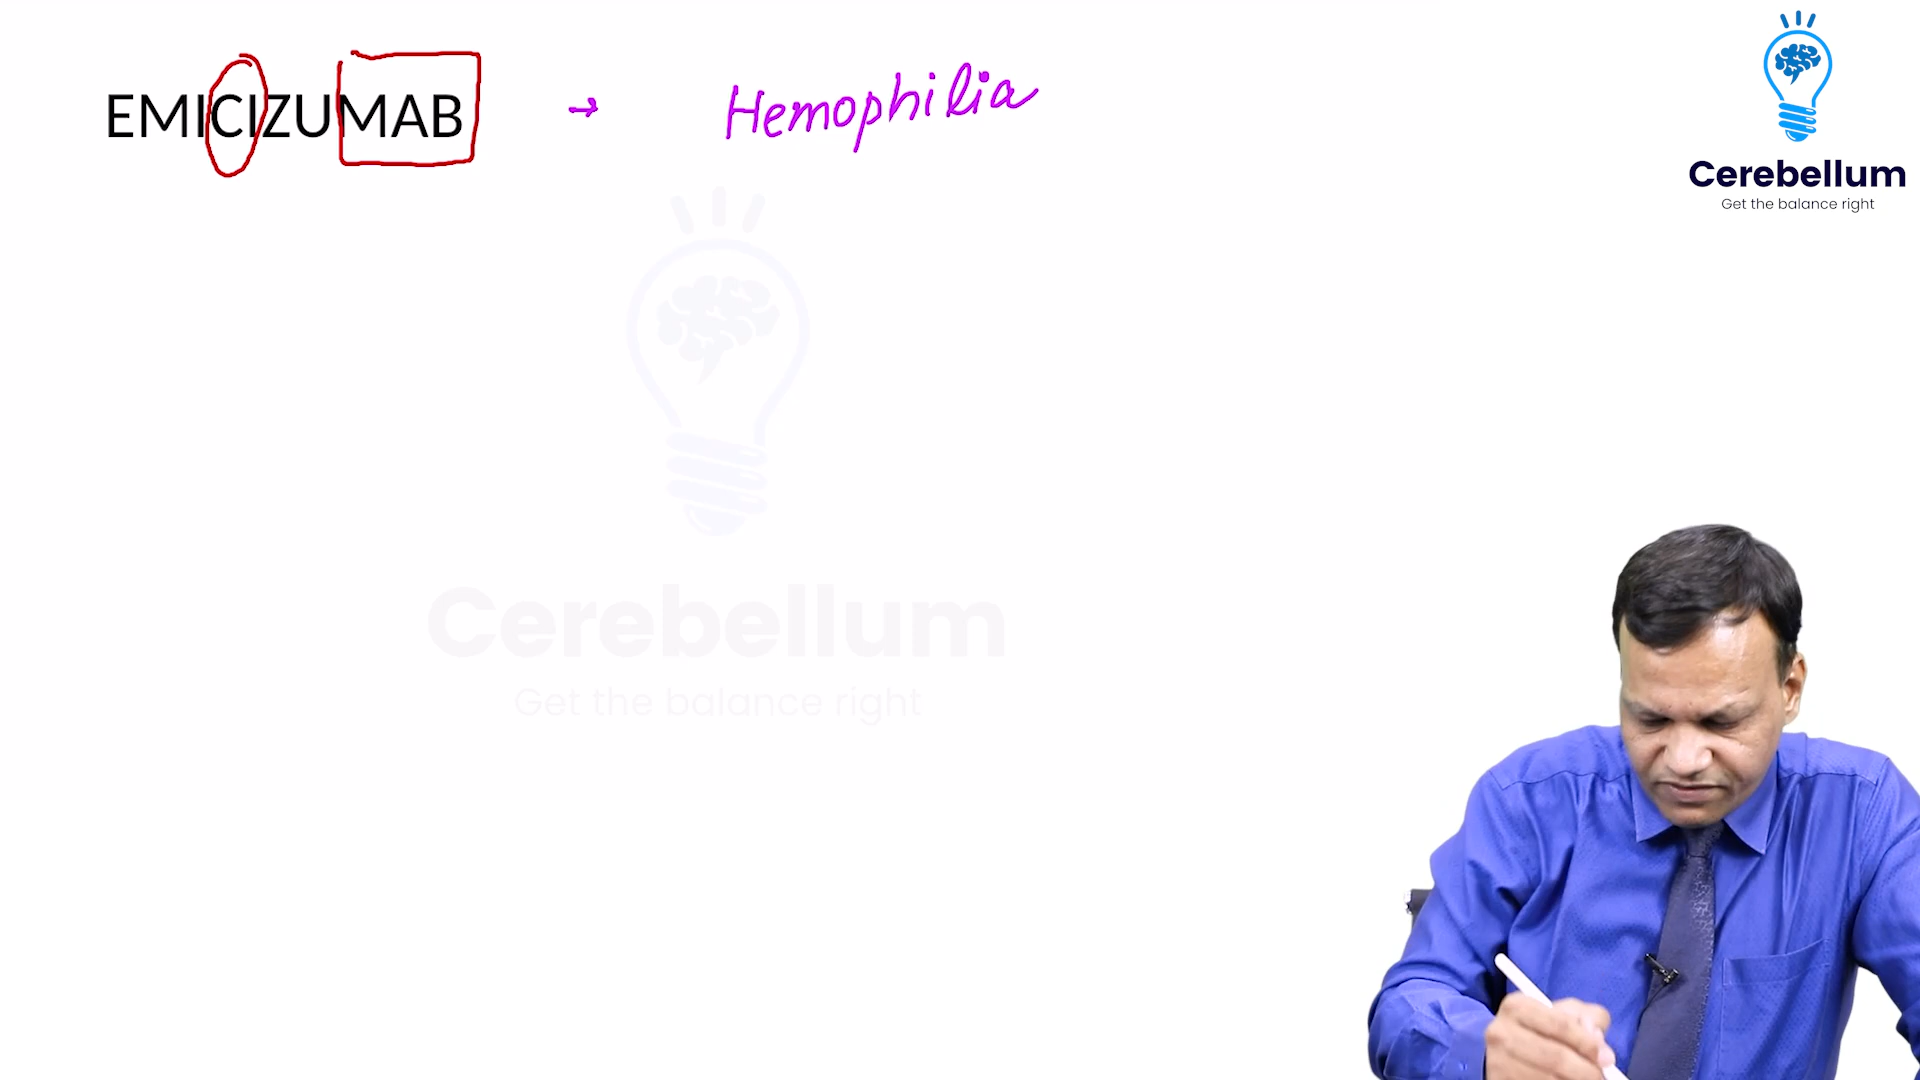 EMICIZUMAB → Hemophilia
Cerebellum
Get the balance right
Cerebellum
Get the balance right